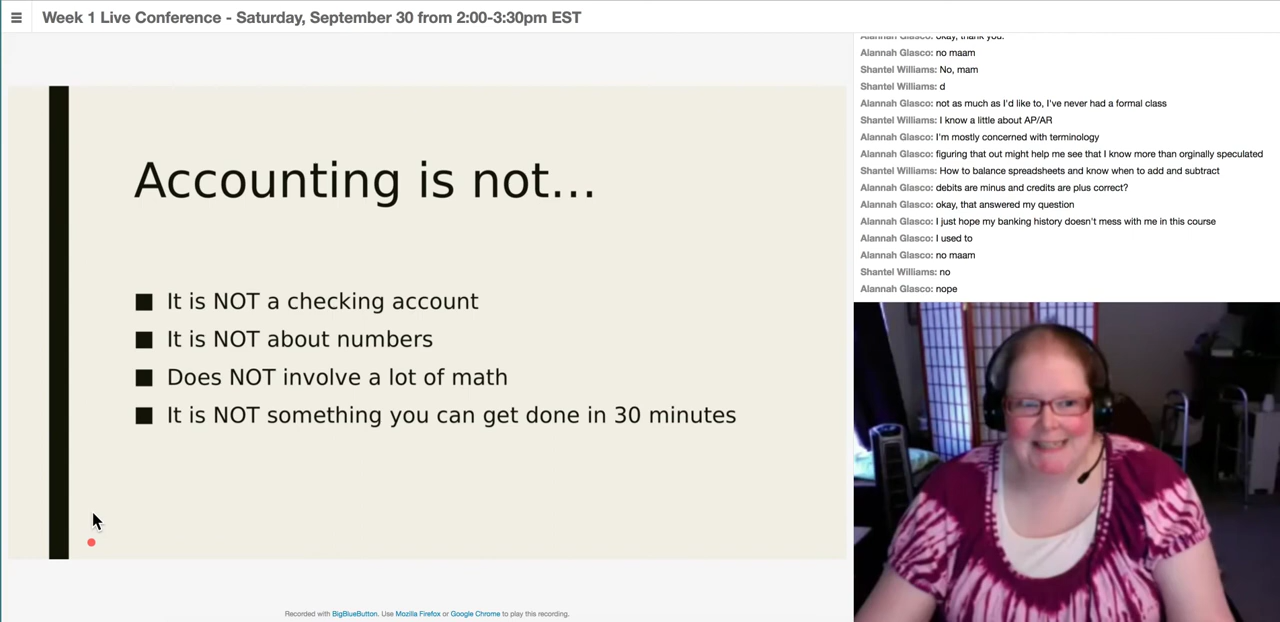 Week 1 Live Conference - Saturday, September 30 from 2:00-3:30pm EST
Accounting is not...
It is NOT a checking account
It is NOT about numbers
Does NOT involve a lot of math
It is NOT something you can get done in 30 minutes
Recorded with BigBlueButton. Use Mozilla Firefox or Google Chrome to play this recording.
Alannah Glasco: okay, thank you.
Alannah Glasco: no maam
Shantel Williams: No, mam
Shantel Williams: d
Alannah Glasco: not as much as I'd like to, I've never had a formal class
Shantel Williams: I know a little about AP/AR
Alannah Glasco: I'm mostly concerned with terminology
Alannah Glasco: figuring that out might help me see that I know more than orginally speculated
Shantel Williams: How to balance spreadsheets and know when to add and subtract
Alannah Glasco: debits are minus and credits are plus correct?
Alannah Glasco: okay, that answered my question
Alannah Glasco: I just hope my banking history doesn't mess with me in this course
Alannah Glasco: I used to
Alannah Glasco: no maam
Shantel Williams: no
Alannah Glasco: nope